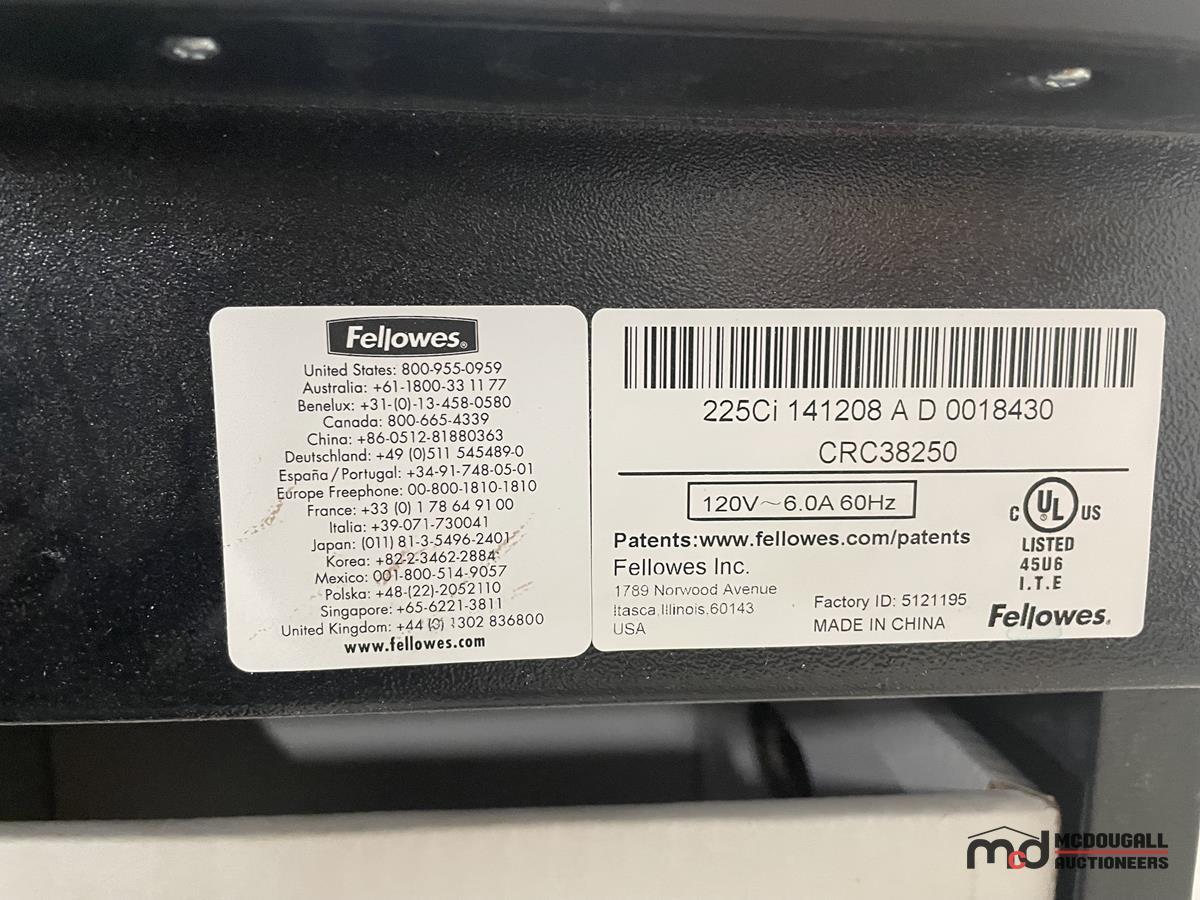 Fellowes®
United States: 800-955-0959
Australia: +61-1800-33 11 77
Benelux: +31-(0)-13-458-0580
Canada: 800-665-4339
China: +86-0512-81880363
Deutschland: +49 (0)511 545489-0
España / Portugal: +34-91-748-05-01
Europe Freephone: 00-800-1810-1810
France: +33 (0) 1 78 64 91 00
Italia: +39-071-730041
Japan: (011) 81-3-5496-2401
Korea: +82-2-3462-2884
Mexico: 001-800-514-9057
Polska: +48-(22)-2052110
Singapore: +65-6221-3811
United Kingdom: +44 (0) 1302 836800
www.fellowes.com
225Ci 141208 A D 0018430
CRC38250
120V~6.0A 60Hz
Patents:www.fellowes.com/patents
Fellowes Inc.
1789 Norwood Avenue
Itasca,Illinois,60143
USA
Factory ID: 5121195
MADE IN CHINA
C UL® US
LISTED
45U6
I.T.E
Fellowes®
mcd MCDOUGALL
AUCTIONEERS